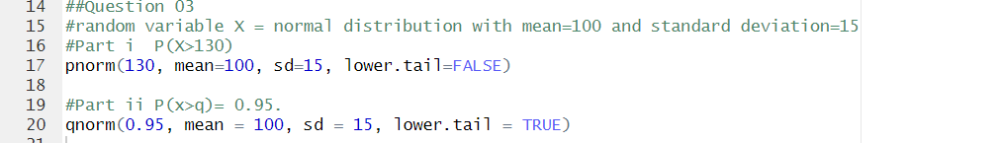 14 ##Question 03
15 #random variable X = normal distribution with mean=100 and standard deviation=15
16 #Part i  P(X>130)
17 pnorm(130, mean=100, sd=15, lower.tail=FALSE)
18
19 #Part ii P(x>q)= 0.95.
20 qnorm(0.95, mean = 100, sd = 15, lower.tail = TRUE)
21